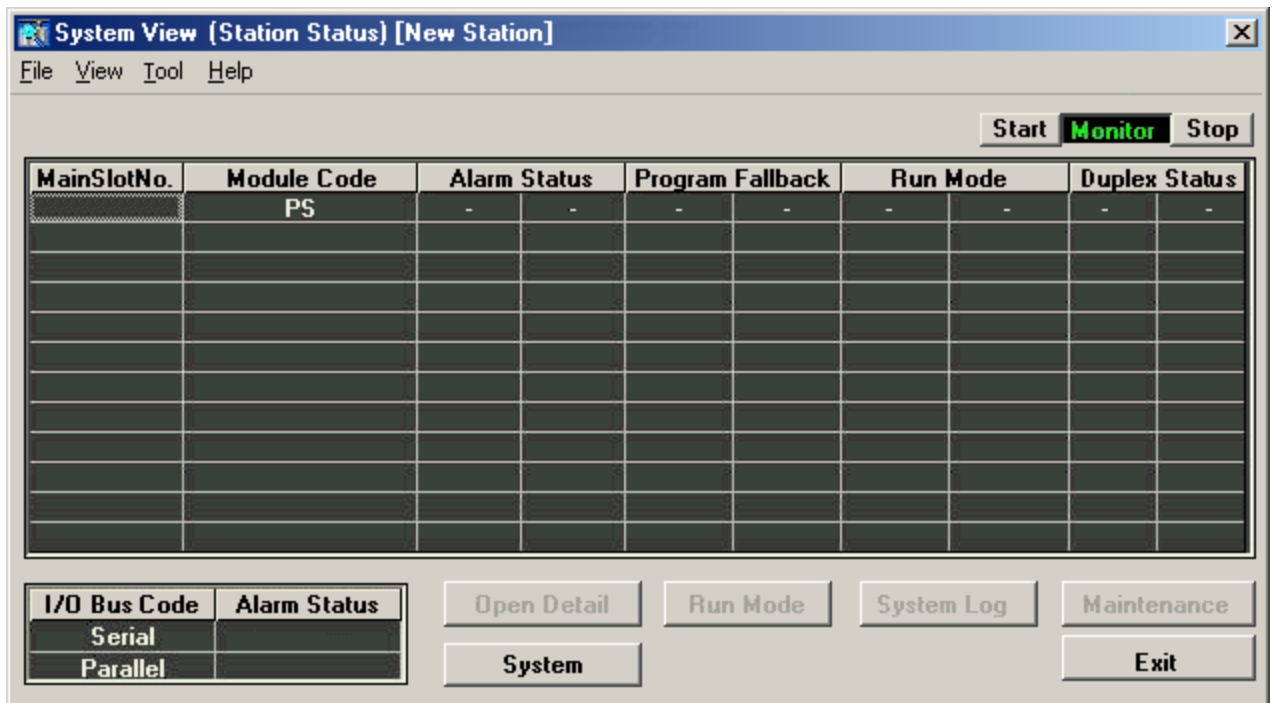 System View (Station Status) [New Station]
File View Tool Help
Start Monitor Stop
MainSlotNo. Module Code Alarm Status Program Fallback Run Mode Duplex Status
PS - - - - - - - -
I/O Bus Code Alarm Status
Serial
Parallel
Open Detail Run Mode System Log Maintenance
System Exit